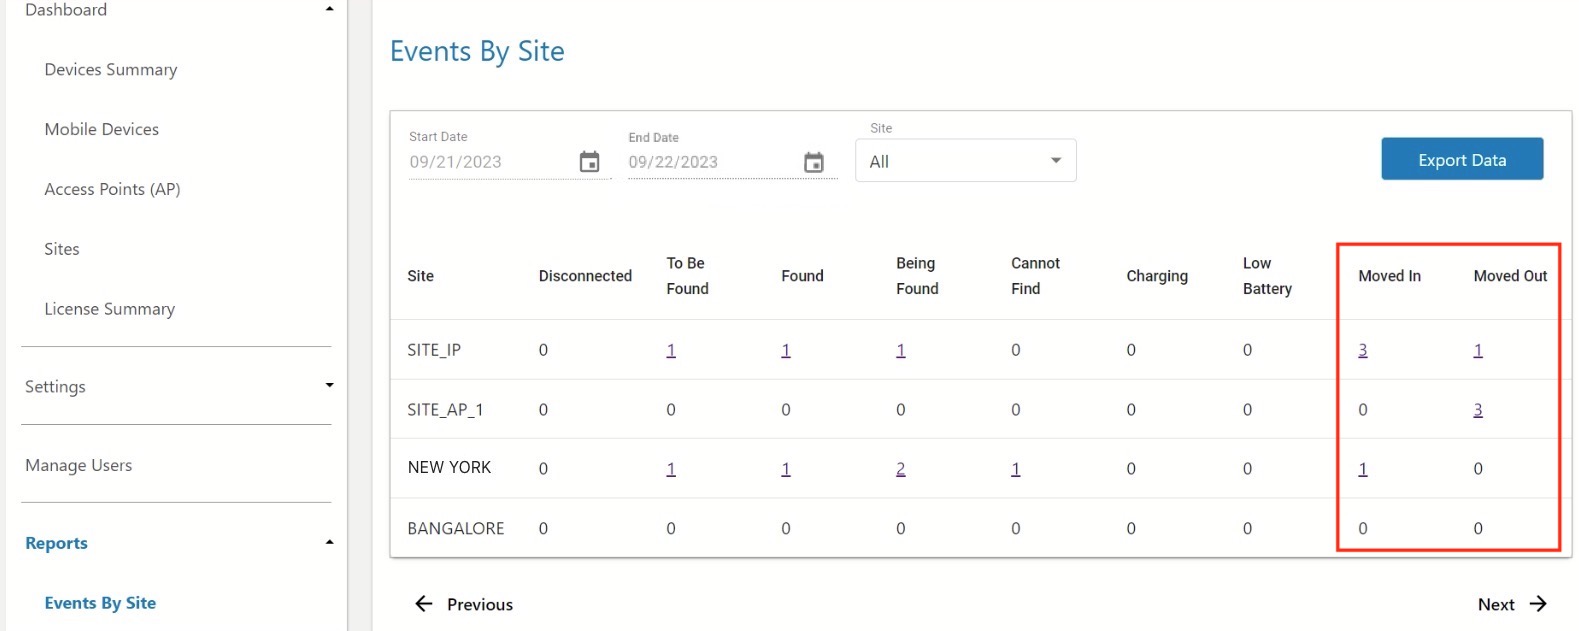 Dashboard
Devices Summary
Mobile Devices
Access Points (AP)
Sites
License Summary
Settings
Manage Users
Reports
Events By Site
Events By Site
Start Date
09/21/2023
End Date
09/22/2023
Site
All
Export Data
Site Disconnected To Be Found Found Being Found Cannot Find Charging Low Battery Moved In Moved Out
SITE_IP 0 1 1 1 0 0 0 3 1
SITE_AP_1 0 0 0 0 0 0 0 0 3
NEW YORK 0 1 1 2 1 0 0 1 0
BANGALORE 0 0 0 0 0 0 0 0 0
Previous
Next